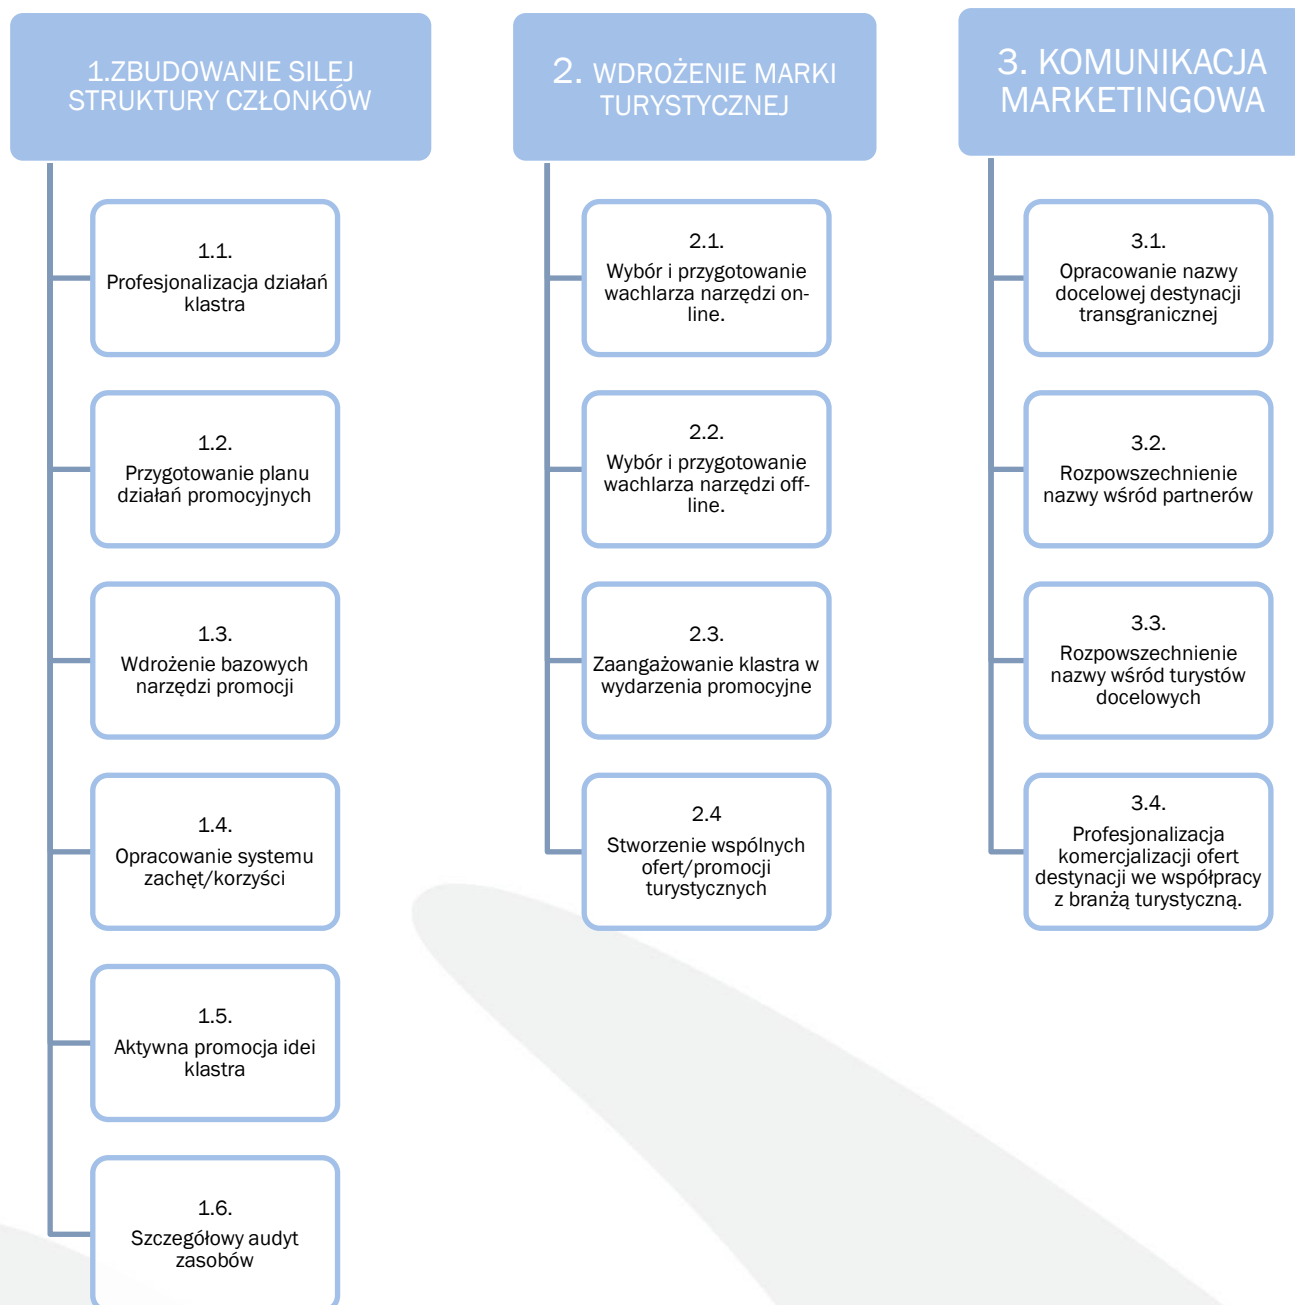 1.ZBUDOWANIE SILEJ
STRUKTURY CZŁONKÓW
1.1.
Profesjonalizacja działań
klastra
1.2.
Przygotowanie planu
działań promocyjnych
1.3.
Wdrożenie bazowych
narzędzi promocji
1.4.
Opracowanie systemu
zachęt/korzyści
1.5.
Aktywna promocja idei
klastra
1.6.
Szczegółowy audyt
zasobów
2. WDROŻENIE MARKI
TURYSTYCZNEJ
2.1.
Wybór i przygotowanie
wachlarza narzędzi on-
line.
2.2.
Wybór i przygotowanie
wachlarza narzędzi off-
line.
2.3.
Zaangażowanie klastra w
wydarzenia promocyjne
2.4
Stworzenie wspólnych
ofert/promocji
turystycznych
3. KOMUNIKACJA
MARKETINGOWA
3.1.
Opracowanie nazwy
docelowej destynacji
transgranicznej
3.2.
Rozpowszechnienie
nazwy wśród partnerów
3.3.
Rozpowszechnienie
nazwy wśród turystów
docelowych
3.4.
Profesjonalizacja
komercjalizacji ofert
destynacji we współpracy
z branżą turystyczną.